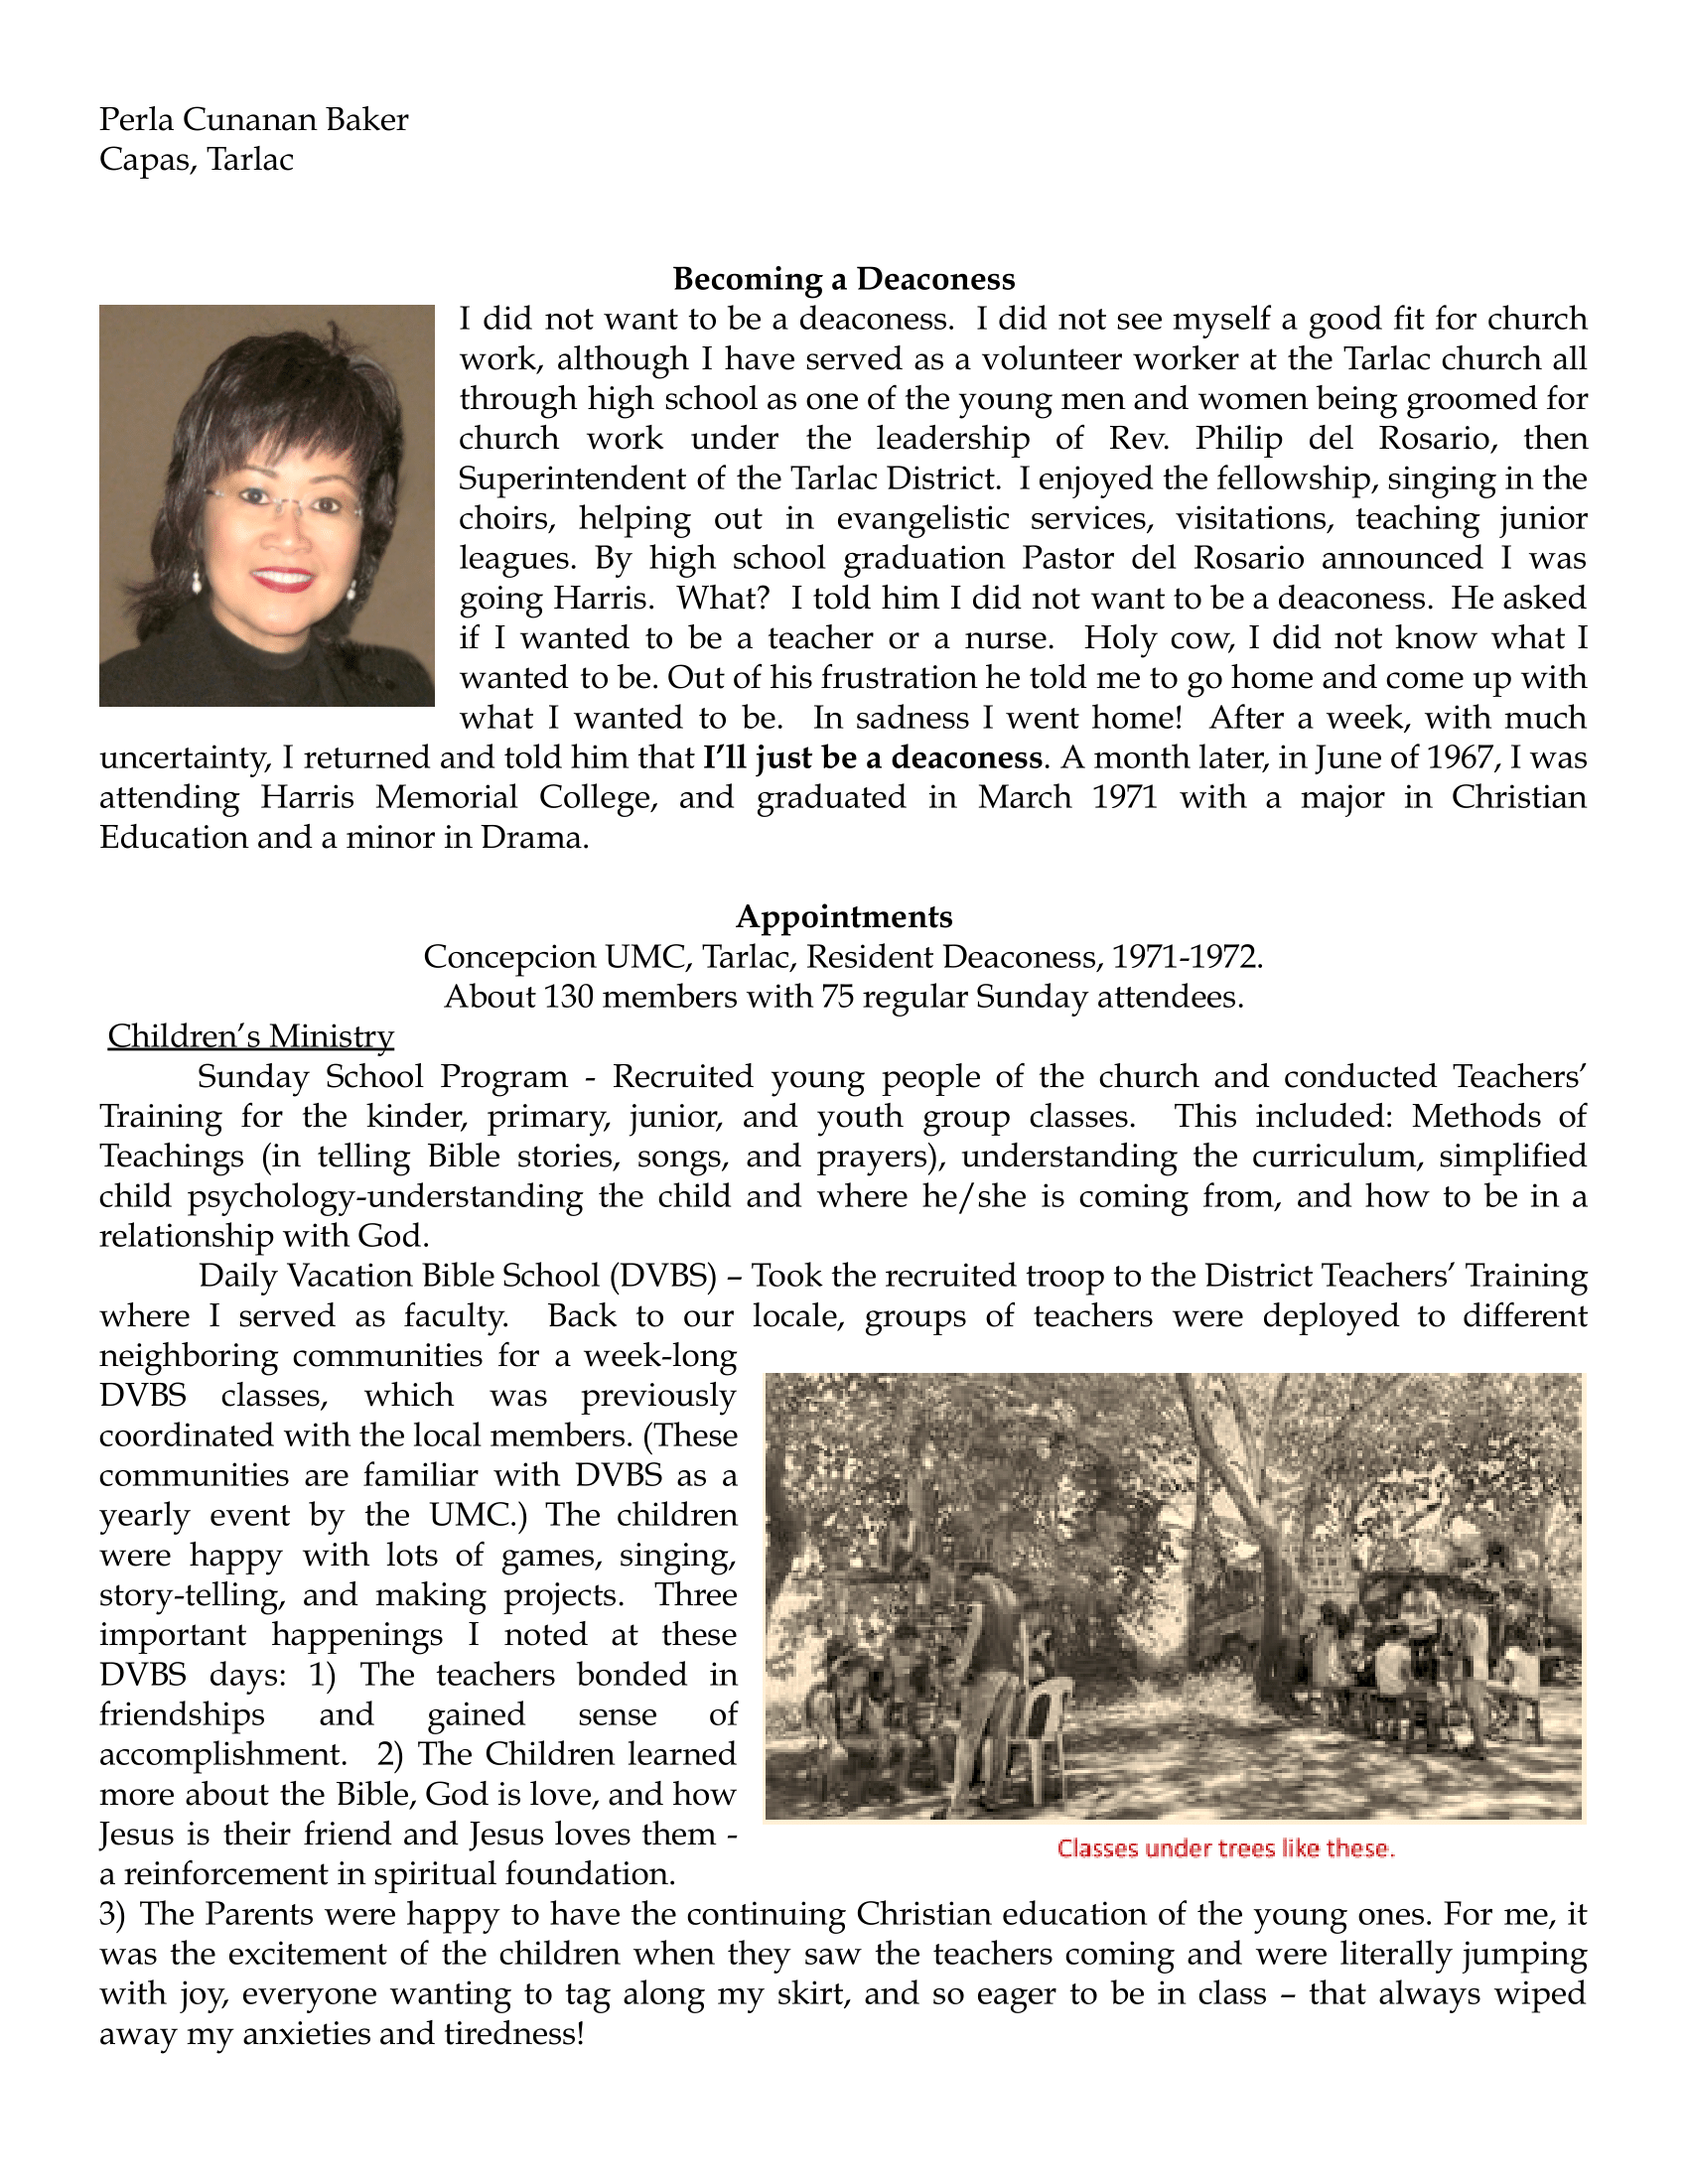 Perla Cunanan Baker
Capas, Tarlac
Becoming a Deaconess
I did not want to be a deaconess.  I did not see myself a good fit for church
work, although I have served as a volunteer worker at the Tarlac church all
through high school as one of the young men and women being groomed for
church work under the leadership of Rev. Philip del Rosario, then
Superintendent of the Tarlac District.  I enjoyed the fellowship, singing in the
choirs, helping out in evangelistic services, visitations, teaching junior
leagues. By high school graduation Pastor del Rosario announced I was
going Harris.  What?  I told him I did not want to be a deaconess.  He asked
if I wanted to be a teacher or a nurse.  Holy cow, I did not know what I
wanted to be. Out of his frustration he told me to go home and come up with
what I wanted to be.  In sadness I went home!  After a week, with much
uncertainty, I returned and told him that I’ll just be a deaconess. A month later, in June of 1967, I was
attending Harris Memorial College, and graduated in March 1971 with a major in Christian
Education and a minor in Drama.
Appointments
Concepcion UMC, Tarlac, Resident Deaconess, 1971-1972.
About 130 members with 75 regular Sunday attendees.
Children’s Ministry
Sunday School Program - Recruited young people of the church and conducted Teachers’
Training for the kinder, primary, junior, and youth group classes.  This included: Methods of
Teachings (in telling Bible stories, songs, and prayers), understanding the curriculum, simplified
child psychology-understanding the child and where he/she is coming from, and how to be in a
relationship with God.
Daily Vacation Bible School (DVBS) – Took the recruited troop to the District Teachers’ Training
where I served as faculty.  Back to our locale, groups of teachers were deployed to different
neighboring communities for a week-long
DVBS classes, which was previously
coordinated with the local members. (These
communities are familiar with DVBS as a
yearly event by the UMC.) The children
were happy with lots of games, singing,
story-telling, and making projects.  Three
important happenings I noted at these
DVBS days: 1) The teachers bonded in
friendships and gained sense of
accomplishment.  2) The Children learned
more about the Bible, God is love, and how
Jesus is their friend and Jesus loves them -
a reinforcement in spiritual foundation.
Classes under trees like these.
3) The Parents were happy to have the continuing Christian education of the young ones. For me, it
was the excitement of the children when they saw the teachers coming and were literally jumping
with joy, everyone wanting to tag along my skirt, and so eager to be in class – that always wiped
away my anxieties and tiredness!